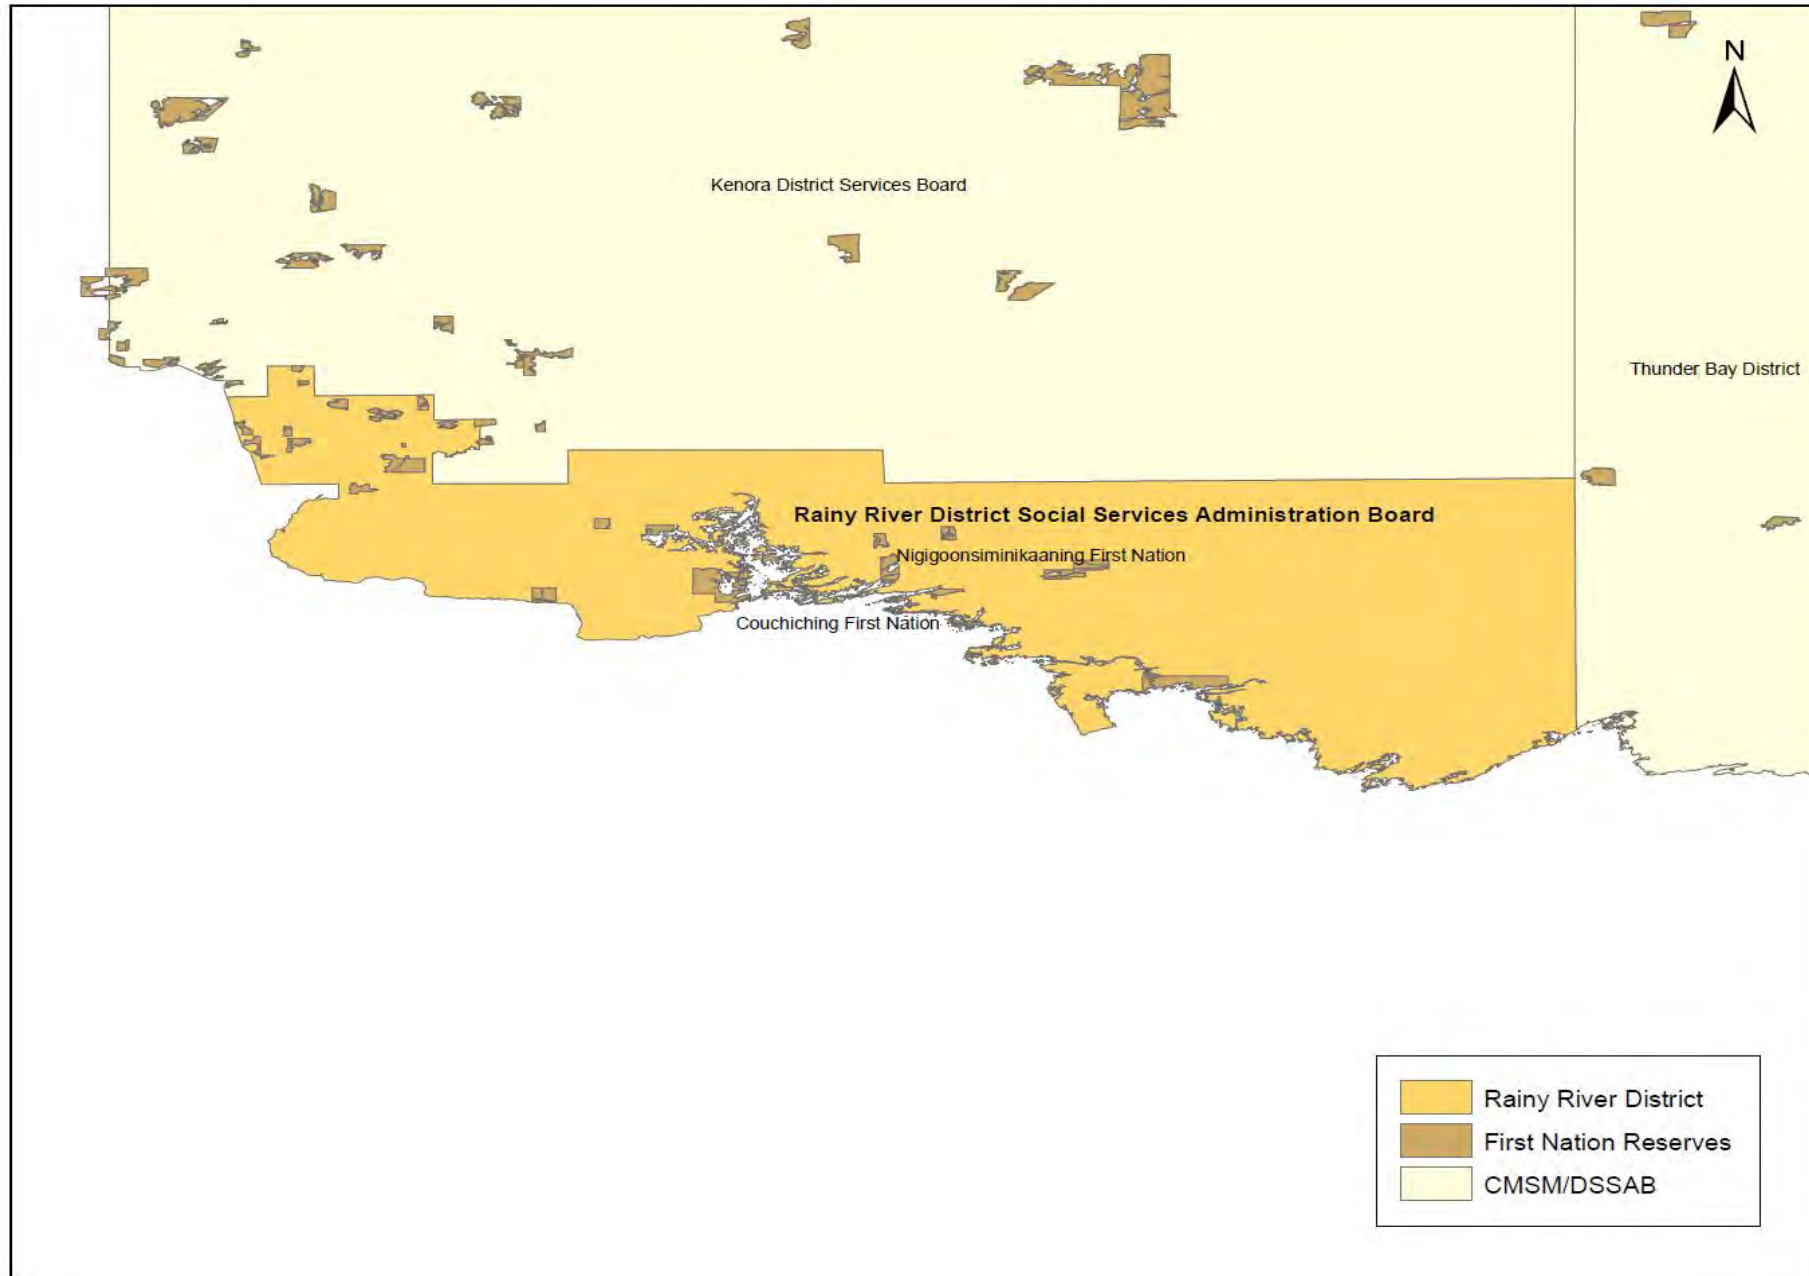 N
Kenora District Services Board
Thunder Bay District
Rainy River District Social Services Administration Board
Nigigoonsiminikaaning First Nation
Couchiching First Nation
Rainy River District
First Nation Reserves
CMSM/DSSAB